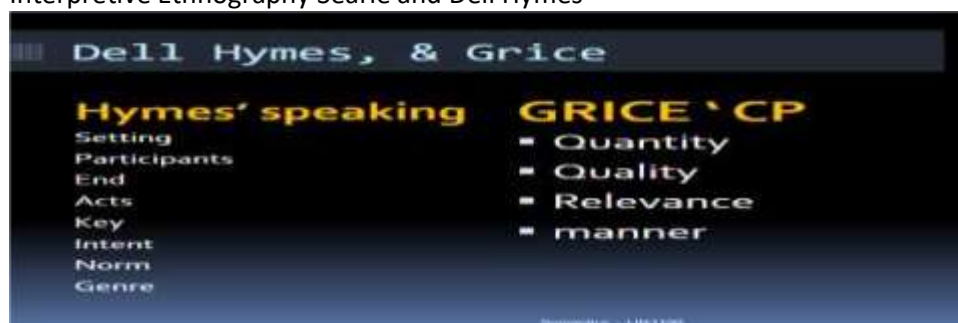 Interpretive Ethnography Searle and Dell Hymes
Dell Hymes, & Grice
Hymes' speaking
Setting
Participants
End
Acts
Key
Intent
Norm
Genre
GRICE ` CP
▪ Quantity
▪ Quality
▪ Relevance
▪ manner